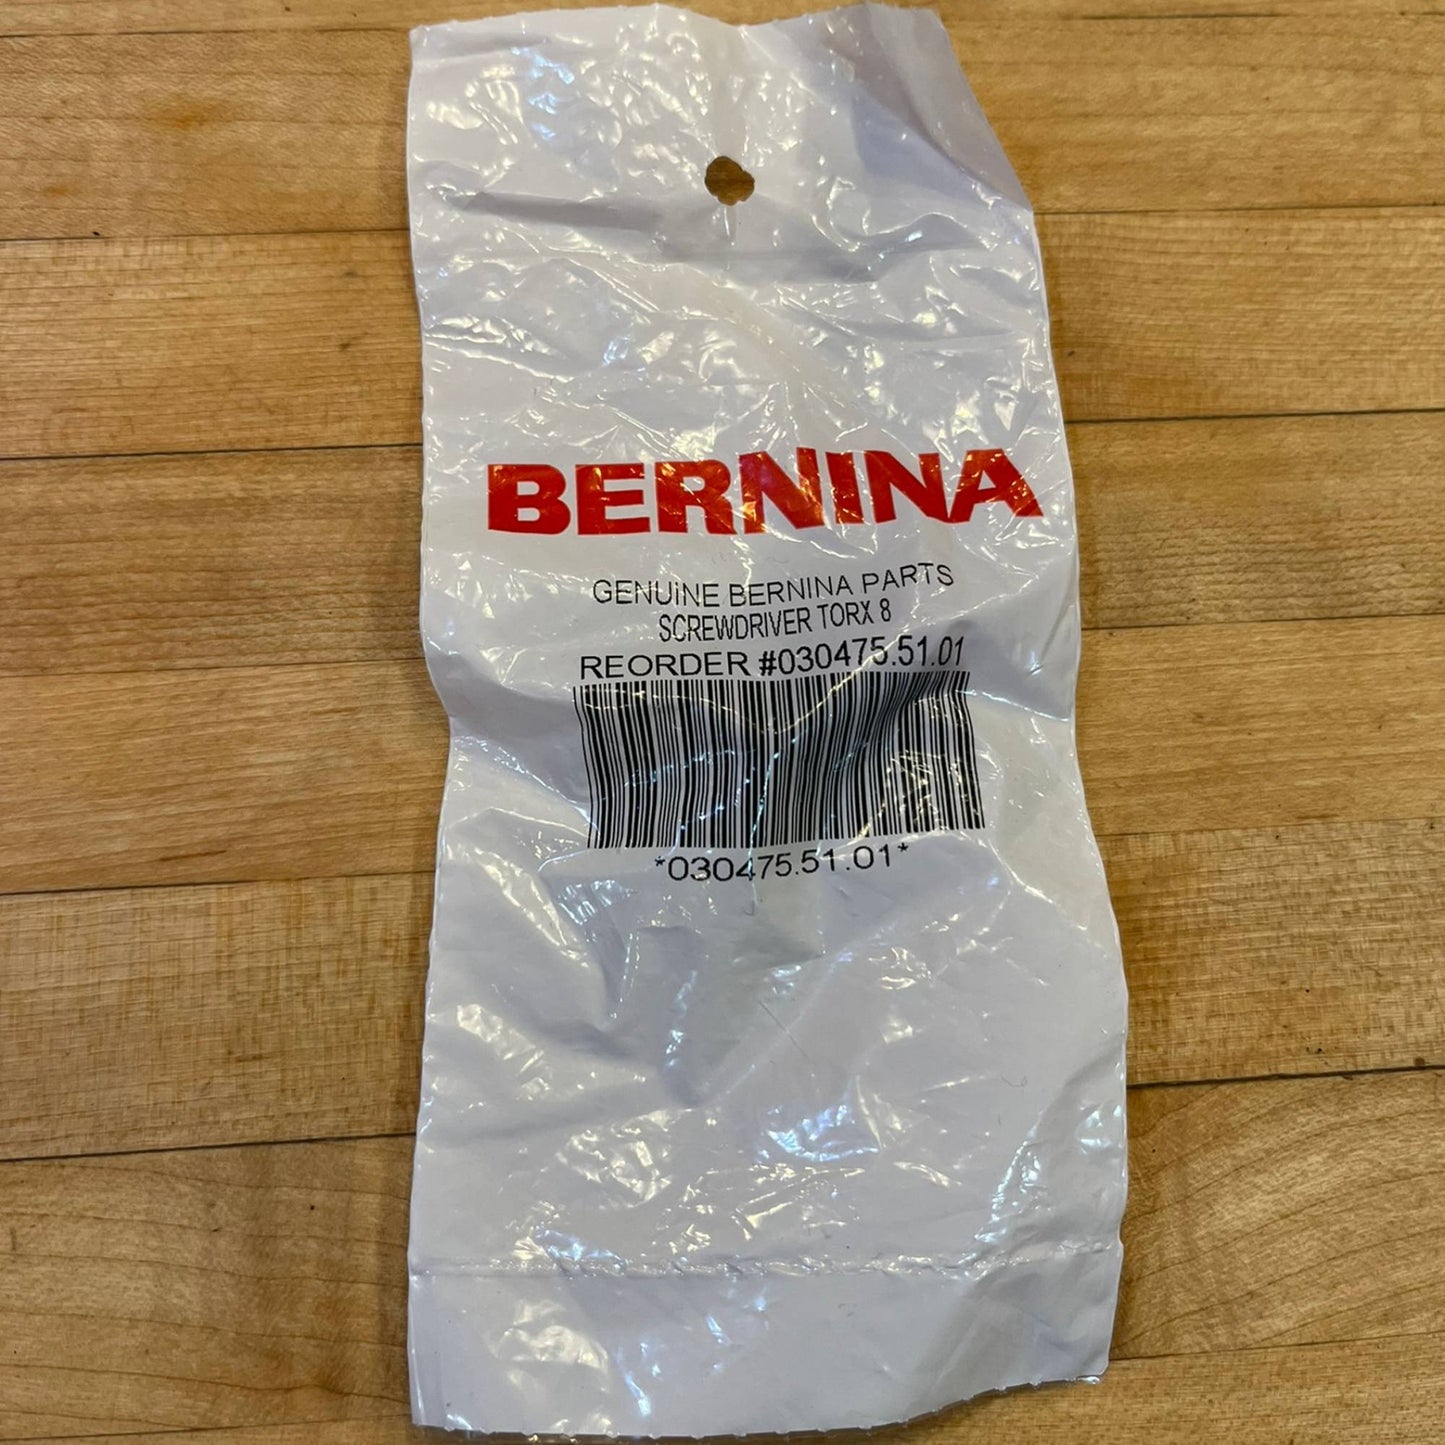 BERNINA
GENUINE BERNINA PARTS
SCREWDRIVER TORX 8
REORDER #030475.51.01
*030475.51.01*